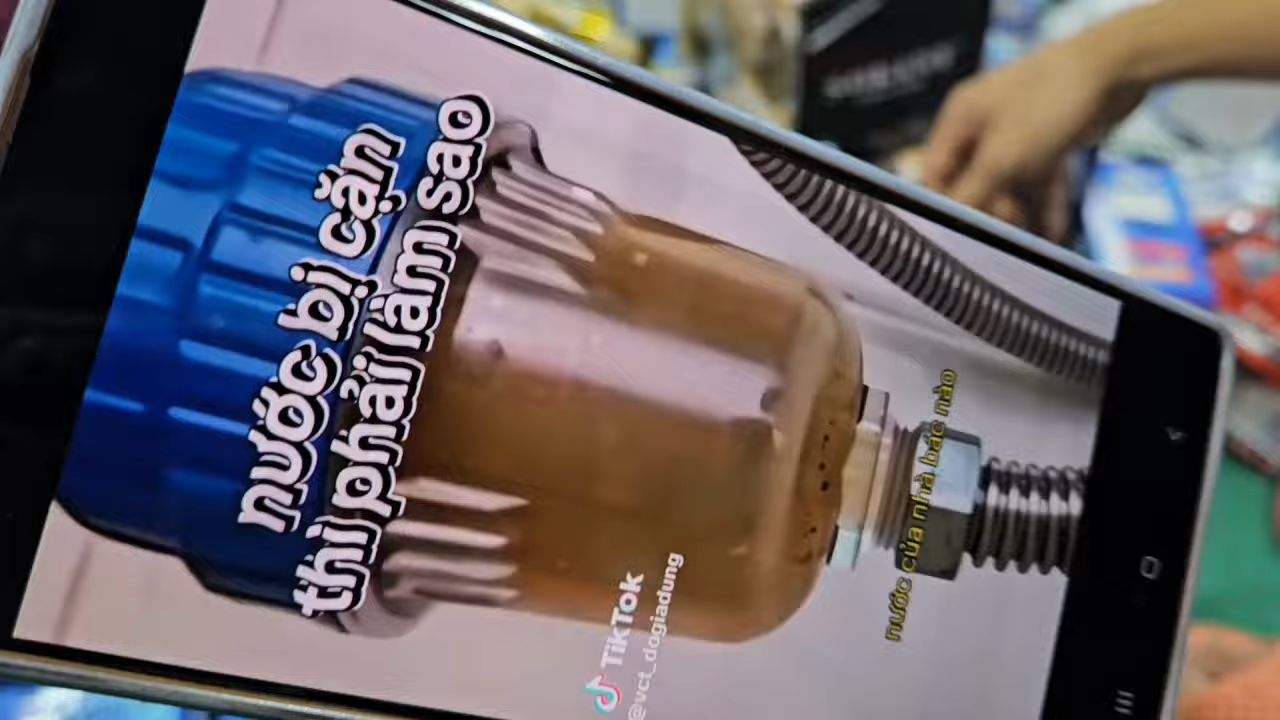 nước bị cặn
thì phải làm sao
nước của nhà bác nào
TikTok
@vct_dogiadung